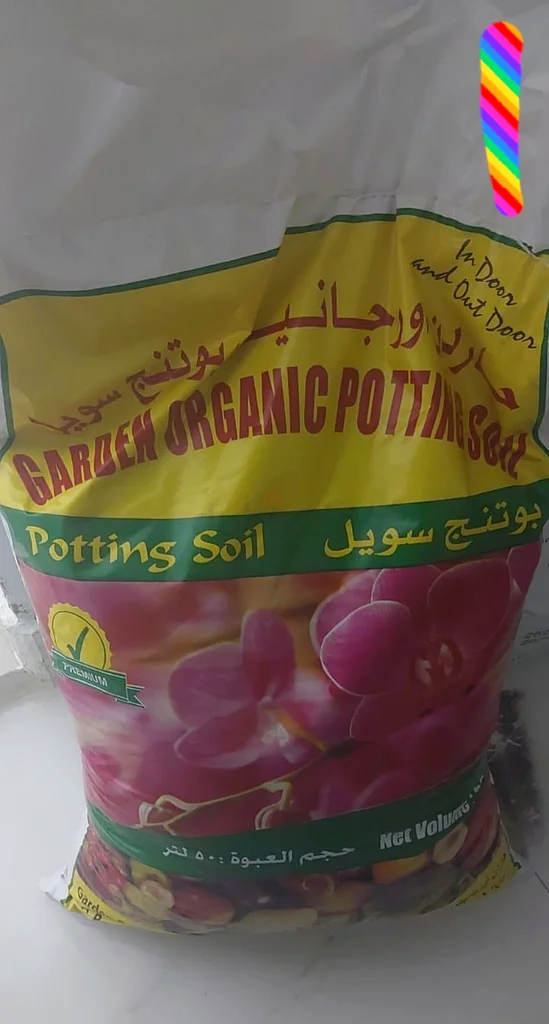 In Door
and Out Door
جاردن ورجانيـــــك بوتنج سويل
GARDEN ORGANIC POTTING SOIL
Potting Soil
بوتنج سويل
PREMIUM
حجم العبوة : ٥٠ لتر
Net Volume